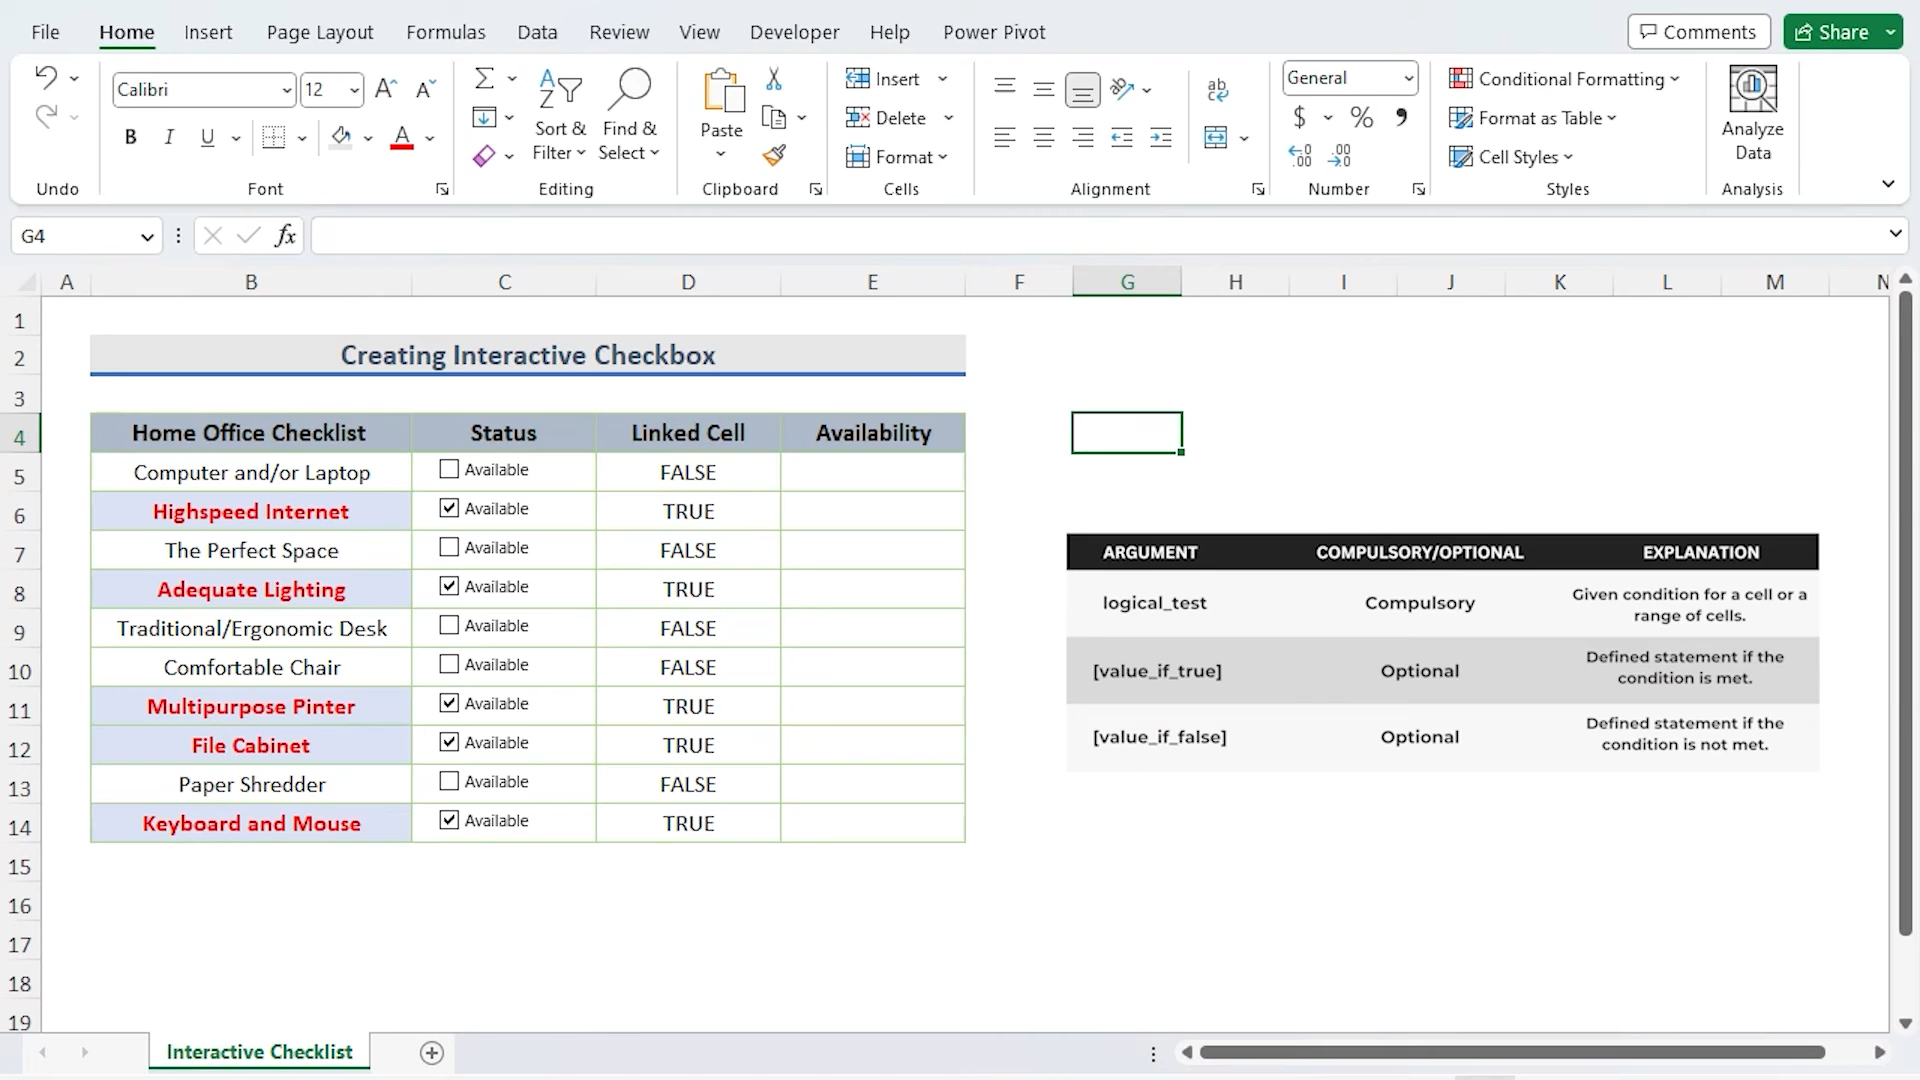 File Home Insert Page Layout Formulas Data Review View Developer Help Power Pivot Comments Share
Calibri 12 Insert General Conditional Formatting
$ % Delete Format as Table
B I U Sort & Filter Find & Select Paste Format Cell Styles Analyze Data
Undo Font Editing Clipboard Cells Alignment Number Styles Analysis
G4 fx
A B C D E F G H I J K L M N
1
2 Creating Interactive Checkbox
3
4 Home Office Checklist Status Linked Cell Availability
5 Computer and/or Laptop Available FALSE
6 Highspeed Internet Available TRUE
7 The Perfect Space Available FALSE
8 Adequate Lighting Available TRUE
9 Traditional/Ergonomic Desk Available FALSE
10 Comfortable Chair Available FALSE
11 Multipurpose Pinter Available TRUE
12 File Cabinet Available TRUE
13 Paper Shredder Available FALSE
14 Keyboard and Mouse Available TRUE
15
16
17
18
19
ARGUMENT COMPULSORY/OPTIONAL EXPLANATION
logical_test Compulsory Given condition for a cell or a
range of cells.
[value_if_true] Optional Defined statement if the
condition is met.
[value_if_false] Optional Defined statement if the
condition is not met.
Interactive Checklist